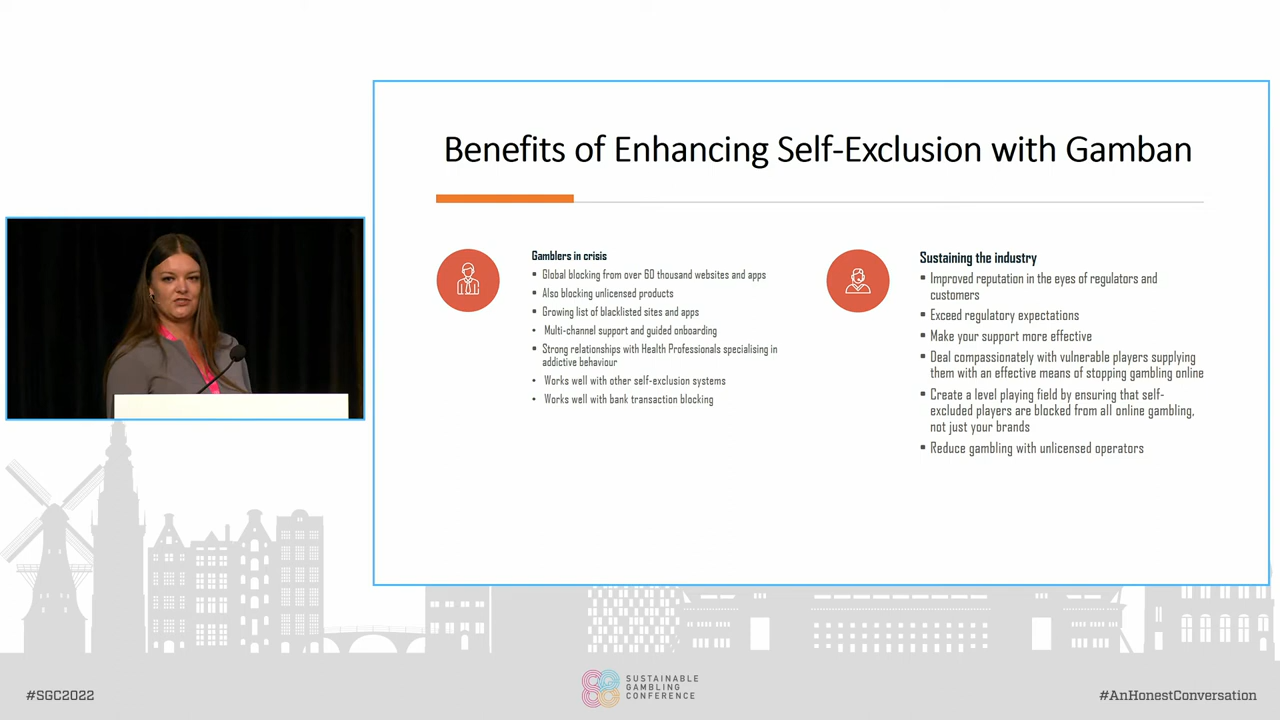 Benefits of Enhancing Self-Exclusion with Gamban
Gamblers in crisis
▪ Global blocking from over 60 thousand websites and apps
▪ Also blocking unlicensed products
▪ Growing list of blacklisted sites and apps
• Multi-channel support and guided onboarding
▪ Strong relationships with Health Professionals specialising in
addictive behaviour
• Works well with other self-exclusion systems
• Works well with bank transaction blocking
Sustaining the industry
▪ Improved reputation in the eyes of regulators and
customers
▪ Exceed regulatory expectations
▪ Make your support more effective
▪ Deal compassionately with vulnerable players supplying
them with an effective means of stopping gambling online
▪ Create a level playing field by ensuring that self-
excluded players are blocked from all online gambling,
not just your brands
▪ Reduce gambling with unlicensed operators
#SGC2022
SUSTAINABLE
GAMBLING
CONFERENCE
#AnHonestConversation